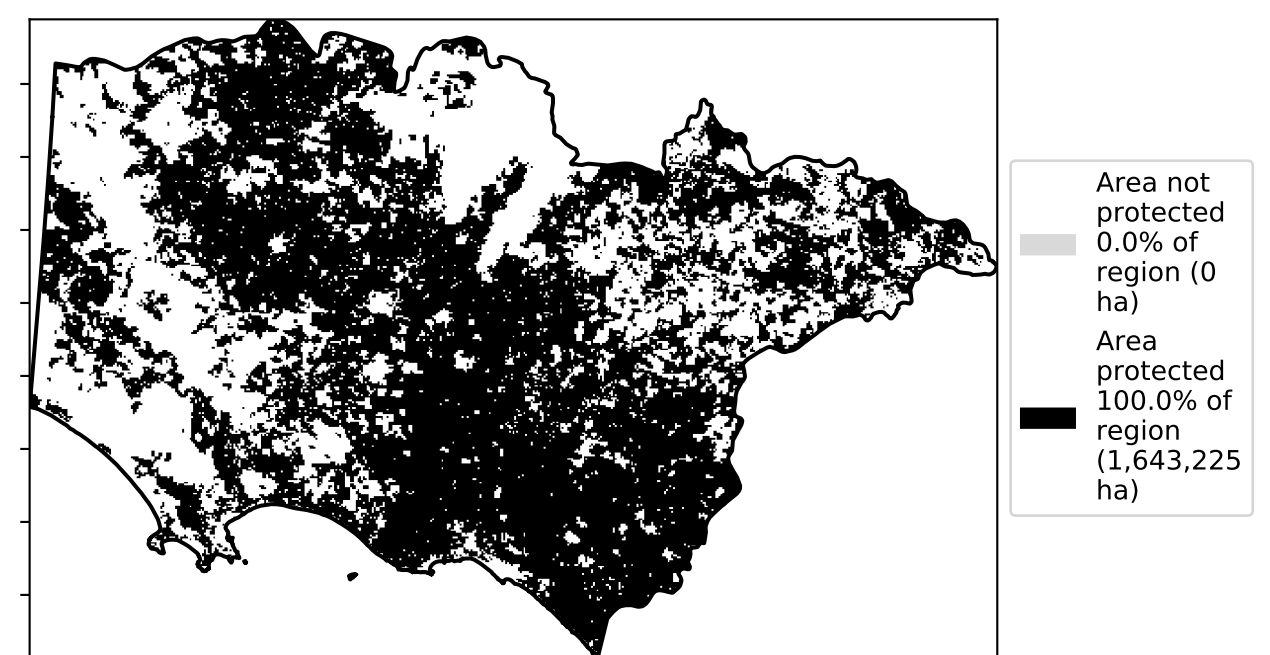 Area not
protected
0.0% of
region (0
ha)
Area
protected
100.0% of
region
(1,643,225
ha)